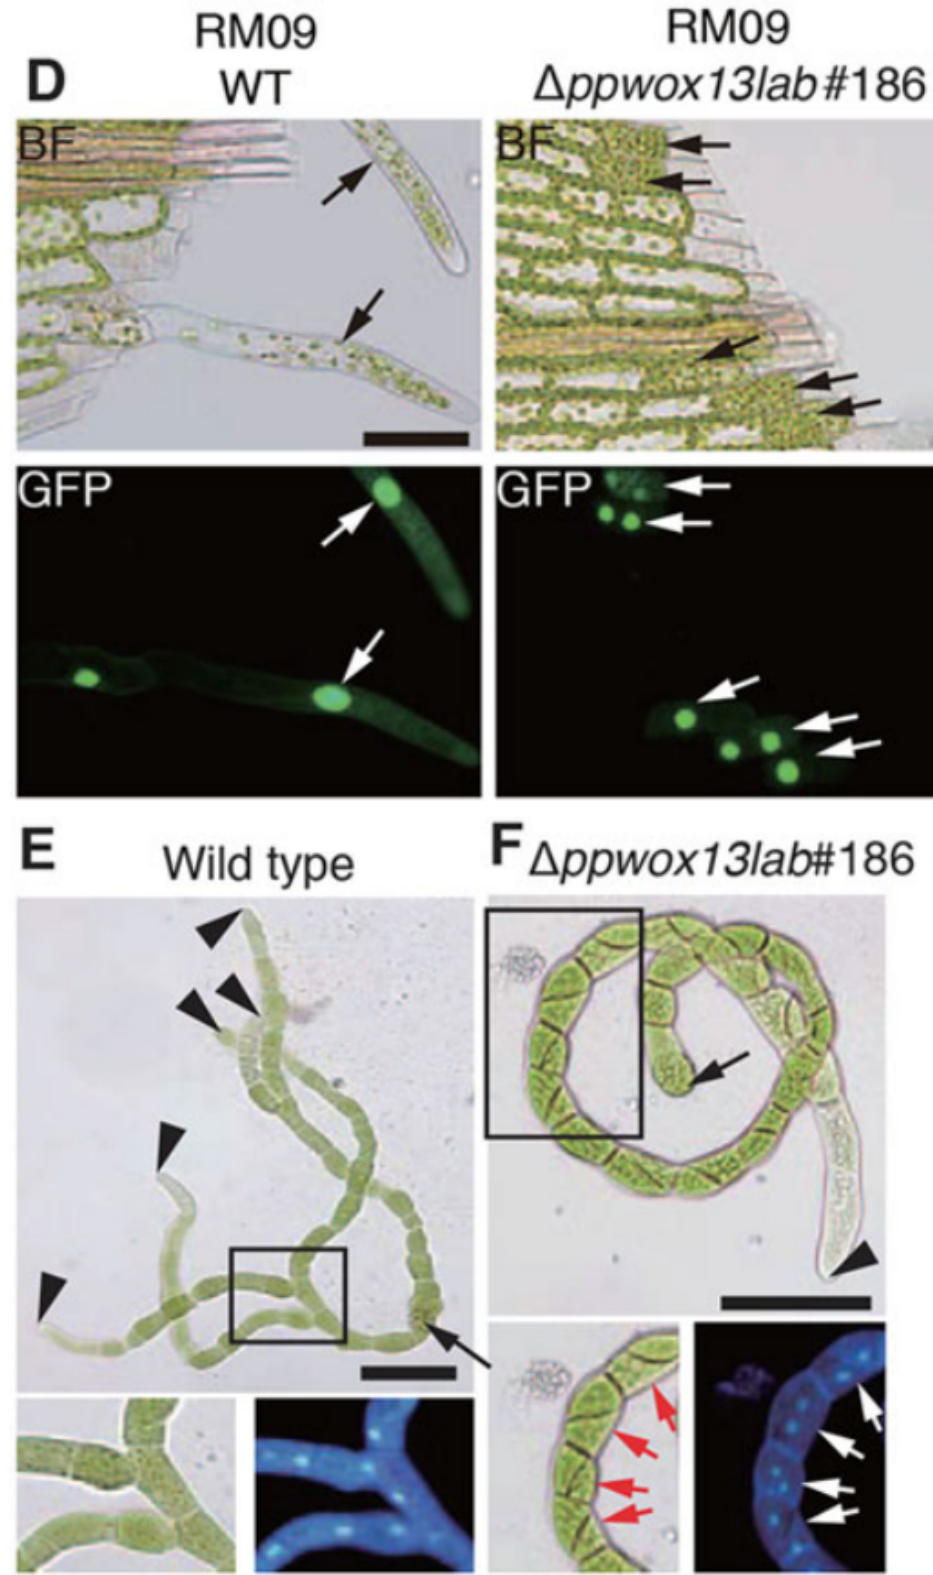 RM09
WT
RM09
Δppwox13lab#186
D
BF
BF
GFP
GFP
E
Wild type
F
Δppwox13lab#186